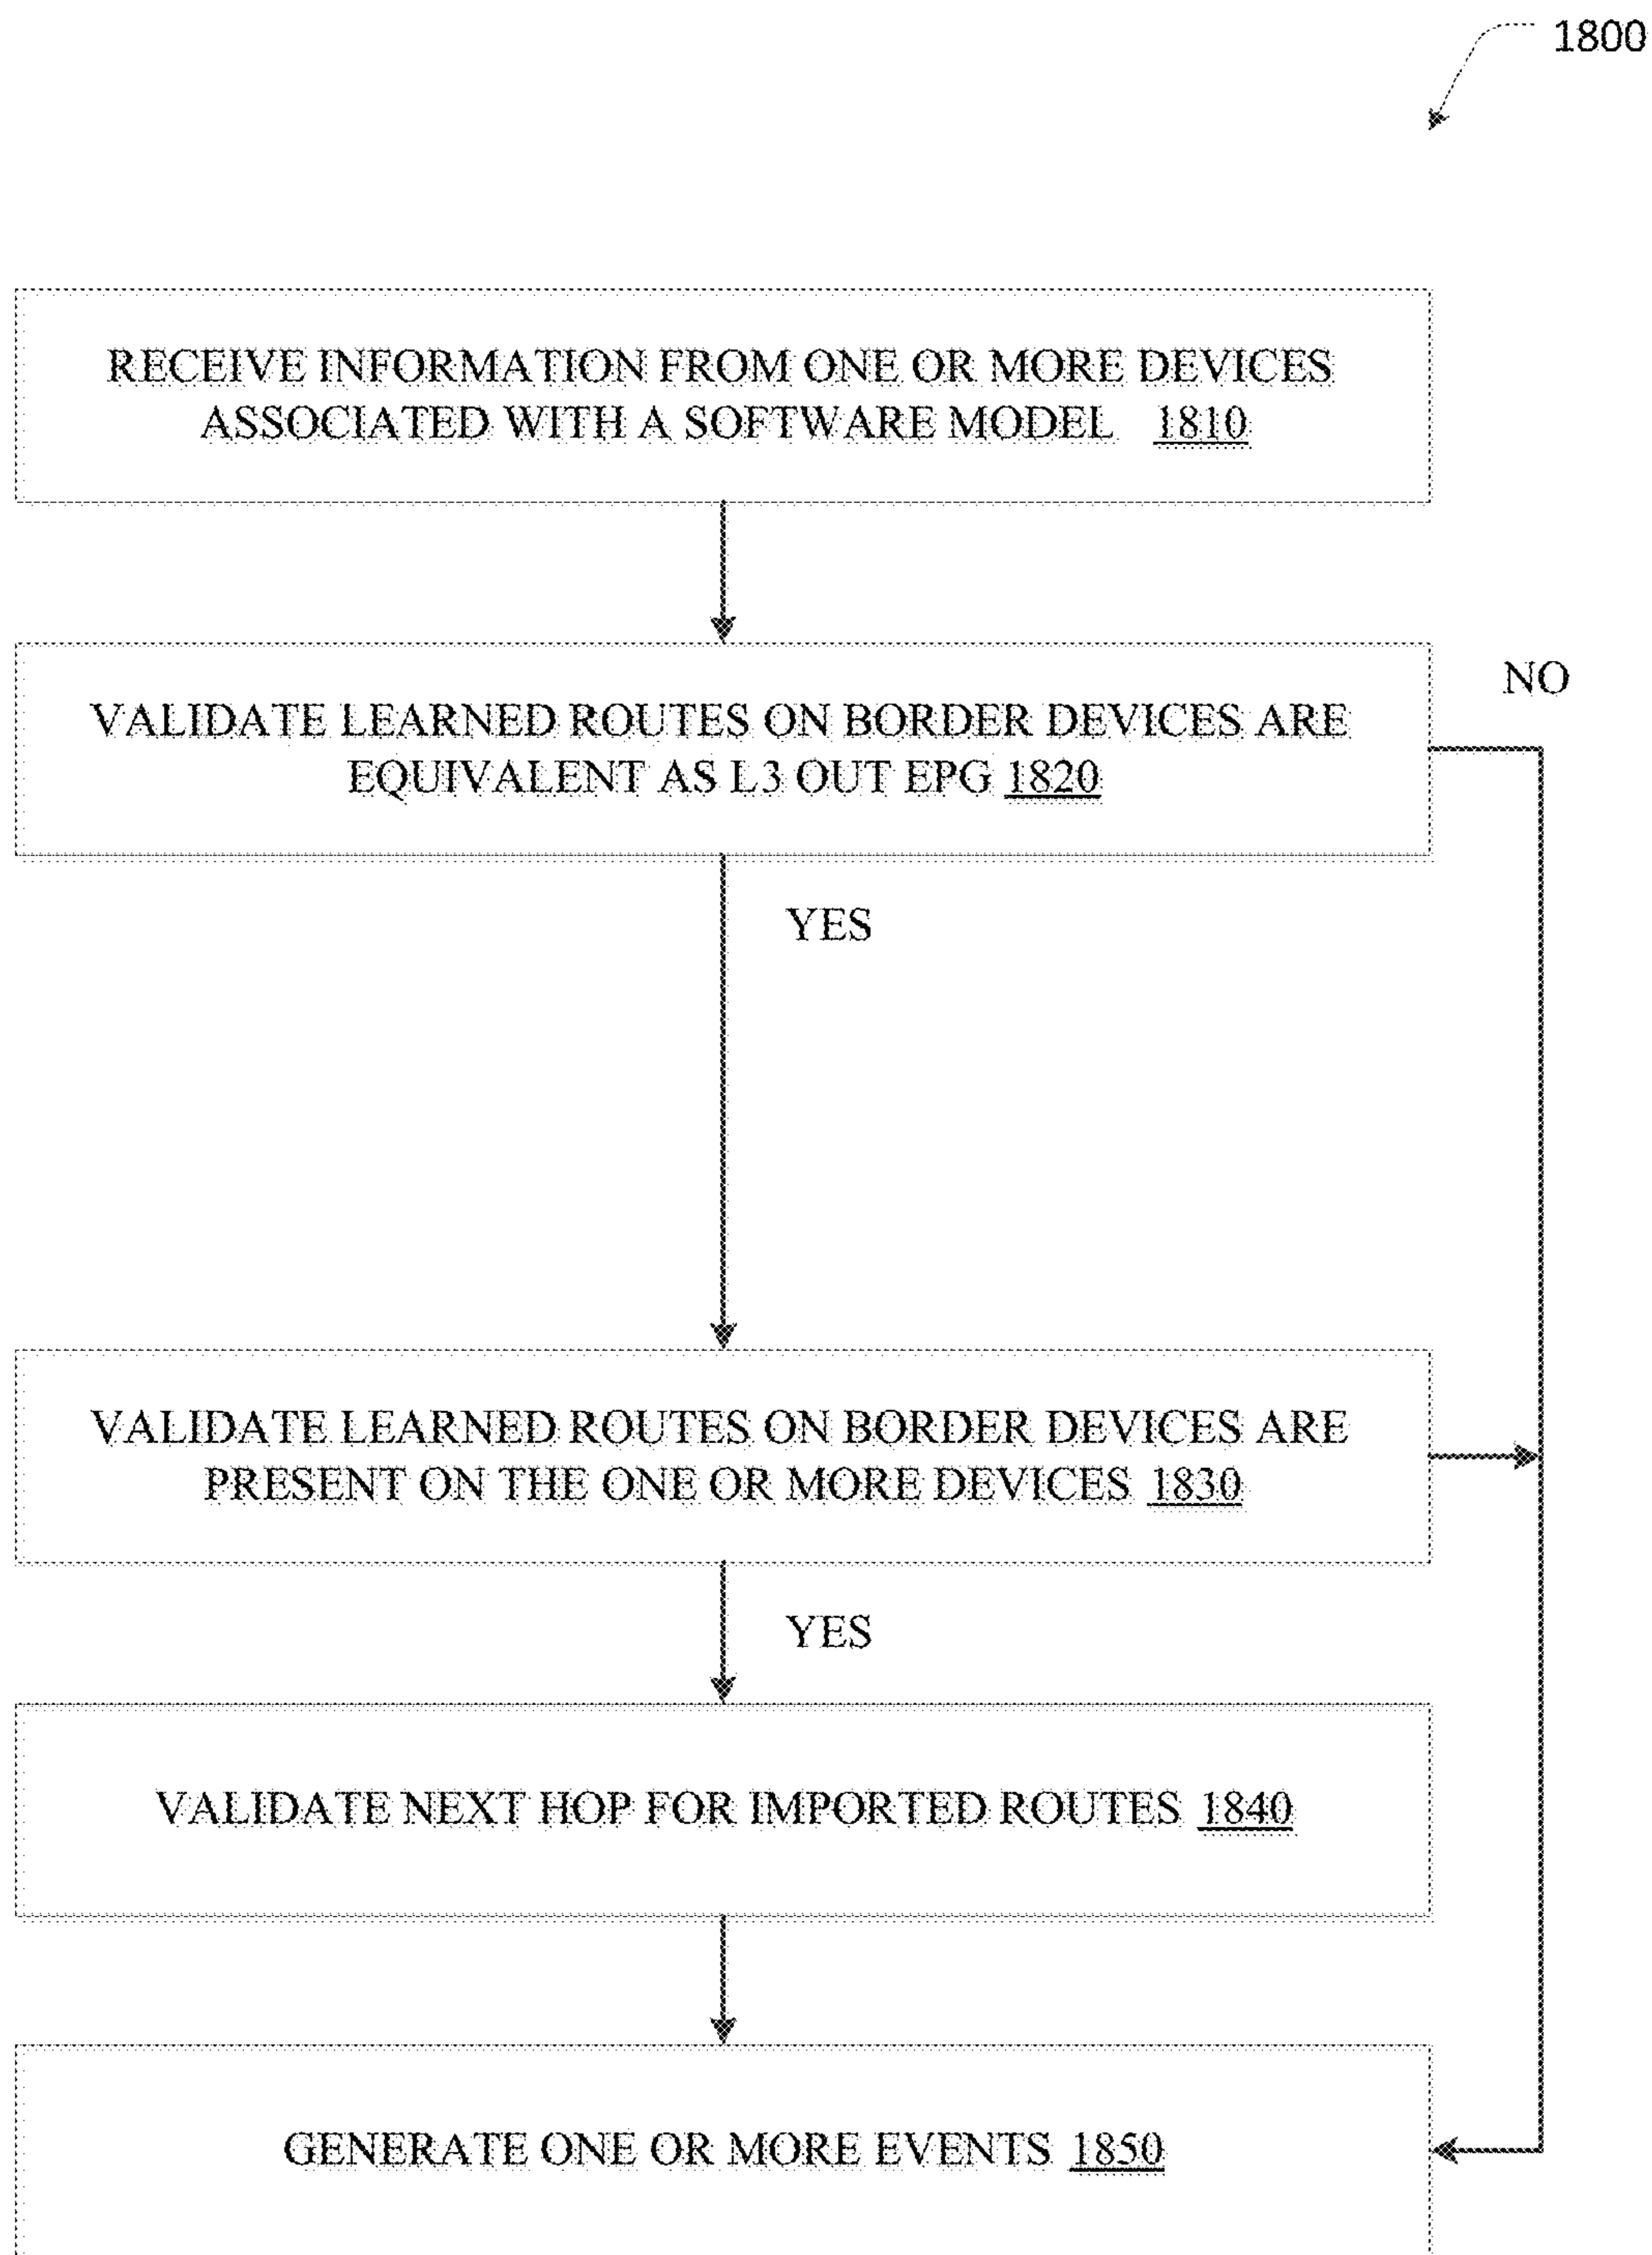 1800
RECEIVE INFORMATION FROM ONE OR MORE DEVICES
ASSOCIATED WITH A SOFTWARE MODEL 1810
VALIDATE LEARNED ROUTES ON BORDER DEVICES ARE
EQUIVALENT AS L3 OUT EPG 1820
NO
YES
VALIDATE LEARNED ROUTES ON BORDER DEVICES ARE
PRESENT ON THE ONE OR MORE DEVICES 1830
YES
VALIDATE NEXT HOP FOR IMPORTED ROUTES 1840
GENERATE ONE OR MORE EVENTS 1850